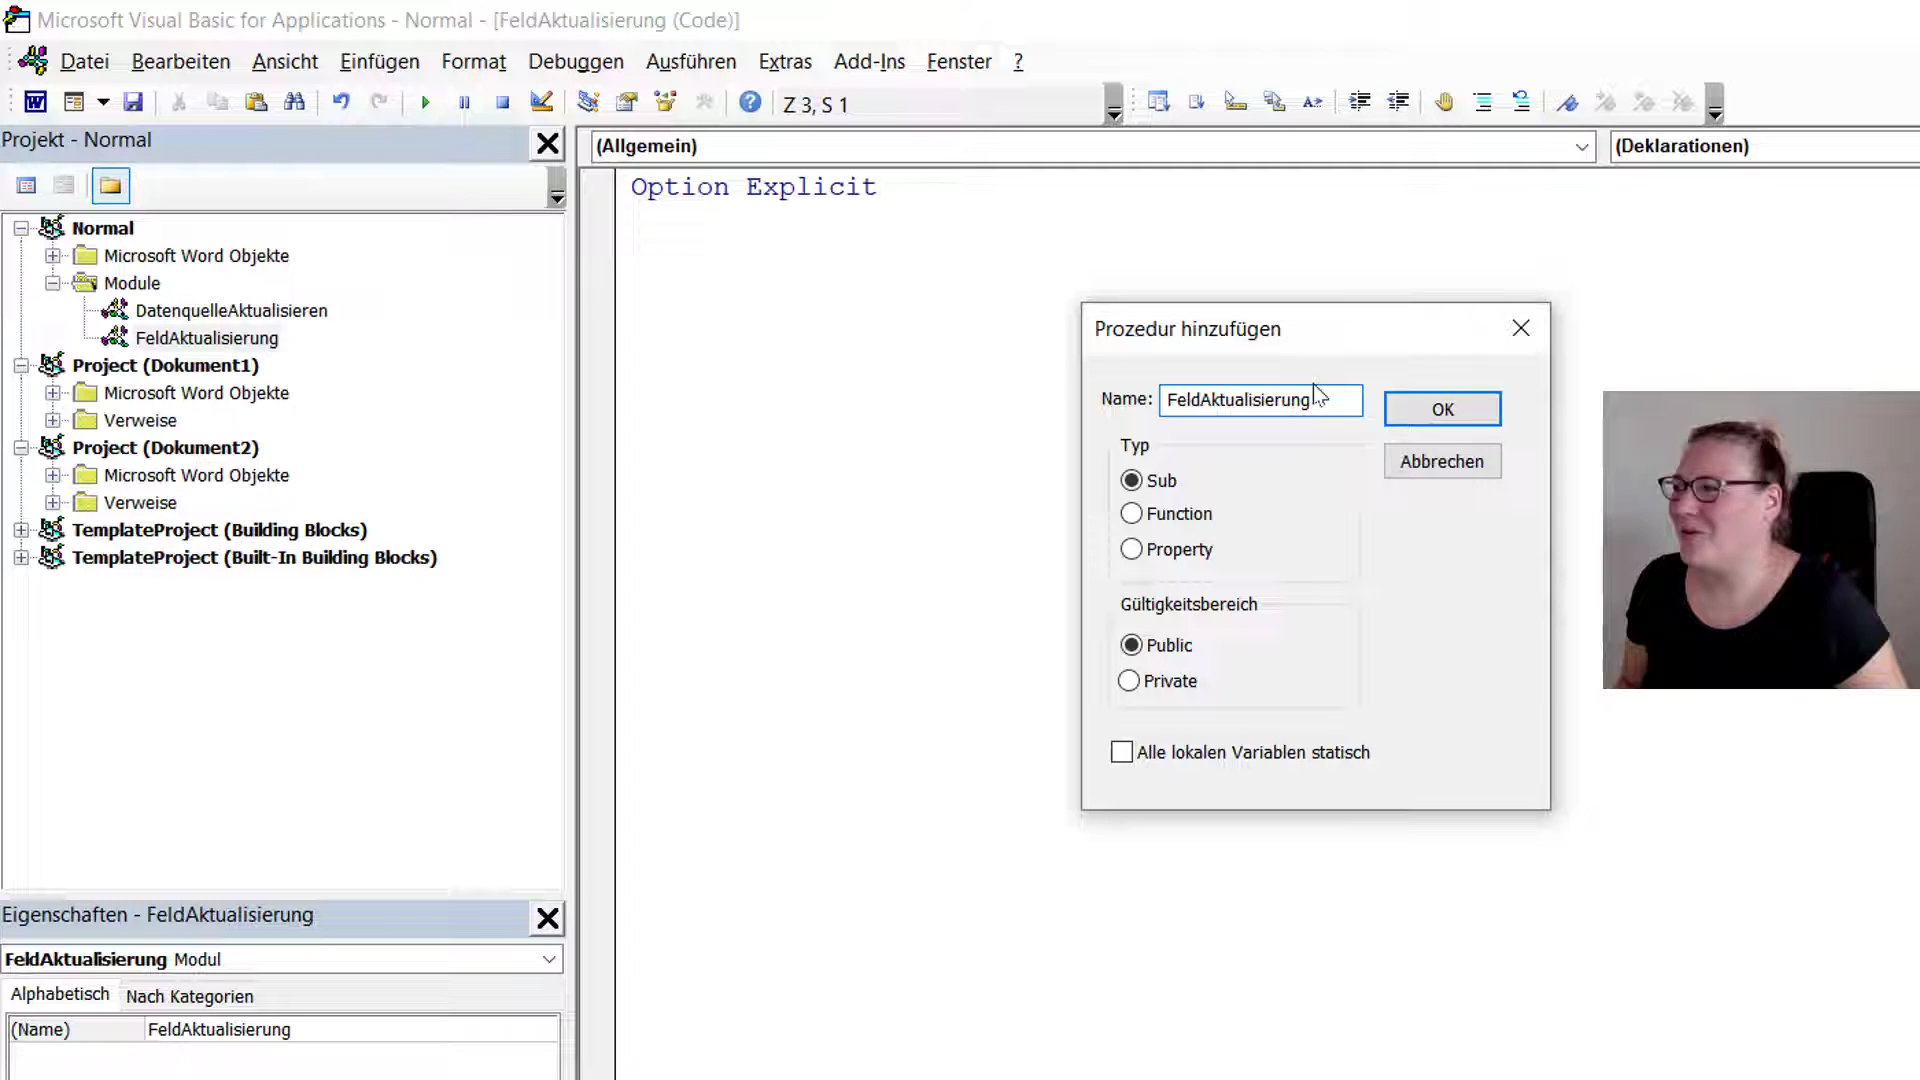 Microsoft Visual Basic for Applications - Normal - [FeldAktualisierung (Code)]
Datei Bearbeiten Ansicht Einfügen Format Debuggen Ausführen Extras Add-Ins Fenster ?
Z 3, S 1
Projekt - Normal
(Allgemein)
(Deklarationen)
Option Explicit
Normal
Microsoft Word Objekte
Module
DatenquelleAktualisieren
FeldAktualisierung
Project (Dokument1)
Microsoft Word Objekte
Verweise
Project (Dokument2)
Microsoft Word Objekte
Verweise
TemplateProject (Building Blocks)
TemplateProject (Built-In Building Blocks)
Prozedur hinzufügen
Name: FeldAktualisierung
OK
Abbrechen
Typ
Sub
Function
Property
Gültigkeitsbereich
Public
Private
Alle lokalen Variablen statisch
Eigenschaften - FeldAktualisierung
FeldAktualisierung Modul
Alphabetisch Nach Kategorien
(Name) FeldAktualisierung